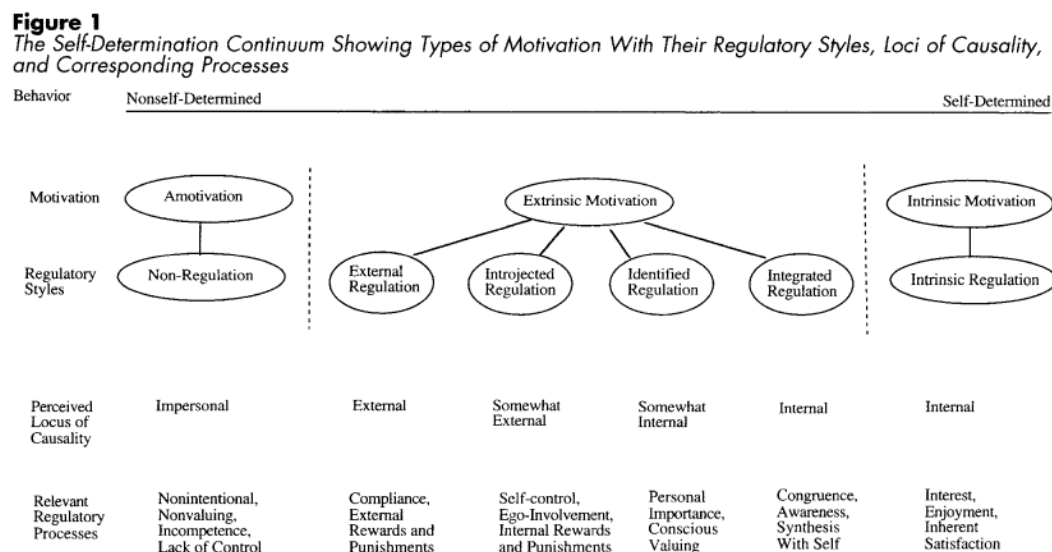 Figure 1
The Self-Determination Continuum Showing Types of Motivation With Their Regulatory Styles, Loci of Causality,
and Corresponding Processes
Behavior Nonself-Determined Self-Determined
Motivation Amotivation Extrinsic Motivation Intrinsic Motivation
Regulatory
Styles
Non-Regulation
External
Regulation
Introjected
Regulation
Identified
Regulation
Integrated
Regulation
Intrinsic Regulation
Perceived
Locus of
Causality
Impersonal
External
Somewhat
External
Somewhat
Internal
Internal
Internal
Relevant
Regulatory
Processes
Nonintentional,
Nonvaluing,
Incompetence,
Lack of Control
Compliance,
External
Rewards and
Punishments
Self-control,
Ego-Involvement,
Internal Rewards
and Punishments
Personal
Importance,
Conscious
Valuing
Congruence,
Awareness,
Synthesis
With Self
Interest,
Enjoyment,
Inherent
Satisfaction